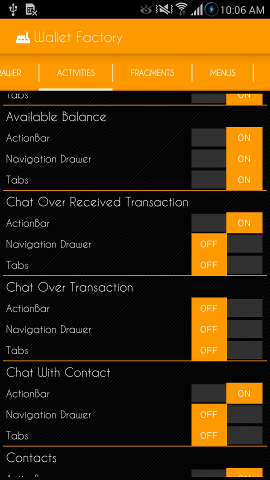 10:06 AM
Wallet Factory
RAWER ACTIVITIES FRAGMENTS MENUS
Tabs ON
Available Balance
ActionBar ON
Navigation Drawer ON
Tabs ON
Chat Over Received Transaction
ActionBar ON
Navigation Drawer OFF
Tabs OFF
Chat Over Transaction
ActionBar OFF
Navigation Drawer OFF
Tabs OFF
Chat With Contact
ActionBar ON
Navigation Drawer OFF
Tabs OFF
Contacts
ActionBar ON